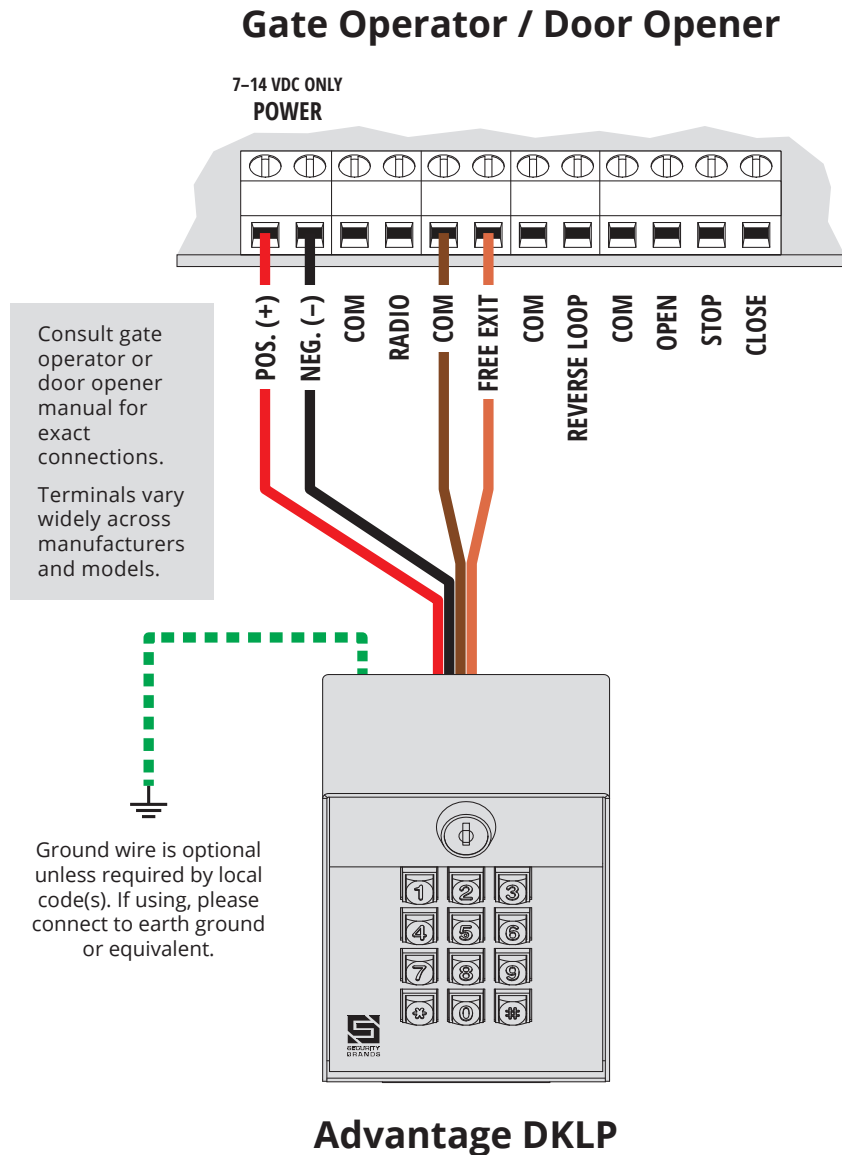 Gate Operator / Door Opener
7–14 VDC ONLY
POWER
POS. (+)
NEG. (−)
COM
RADIO
COM
FREE EXIT
COM
REVERSE LOOP
COM
OPEN
STOP
CLOSE
Consult gate
operator or
door opener
manual for
exact
connections.
Terminals vary
widely across
manufacturers
and models.
Ground wire is optional
unless required by local
code(s). If using, please
connect to earth ground
or equivalent.
1 2 3
4 5 6
7 8 9
* 0 #
SECURITY
BRANDS
Advantage DKLP